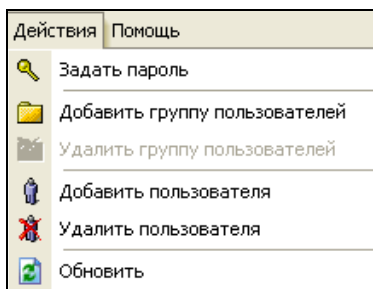 Действия Помощь
Задать пароль
Добавить группу пользователей
Удалить группу пользователей
Добавить пользователя
Удалить пользователя
Обновить